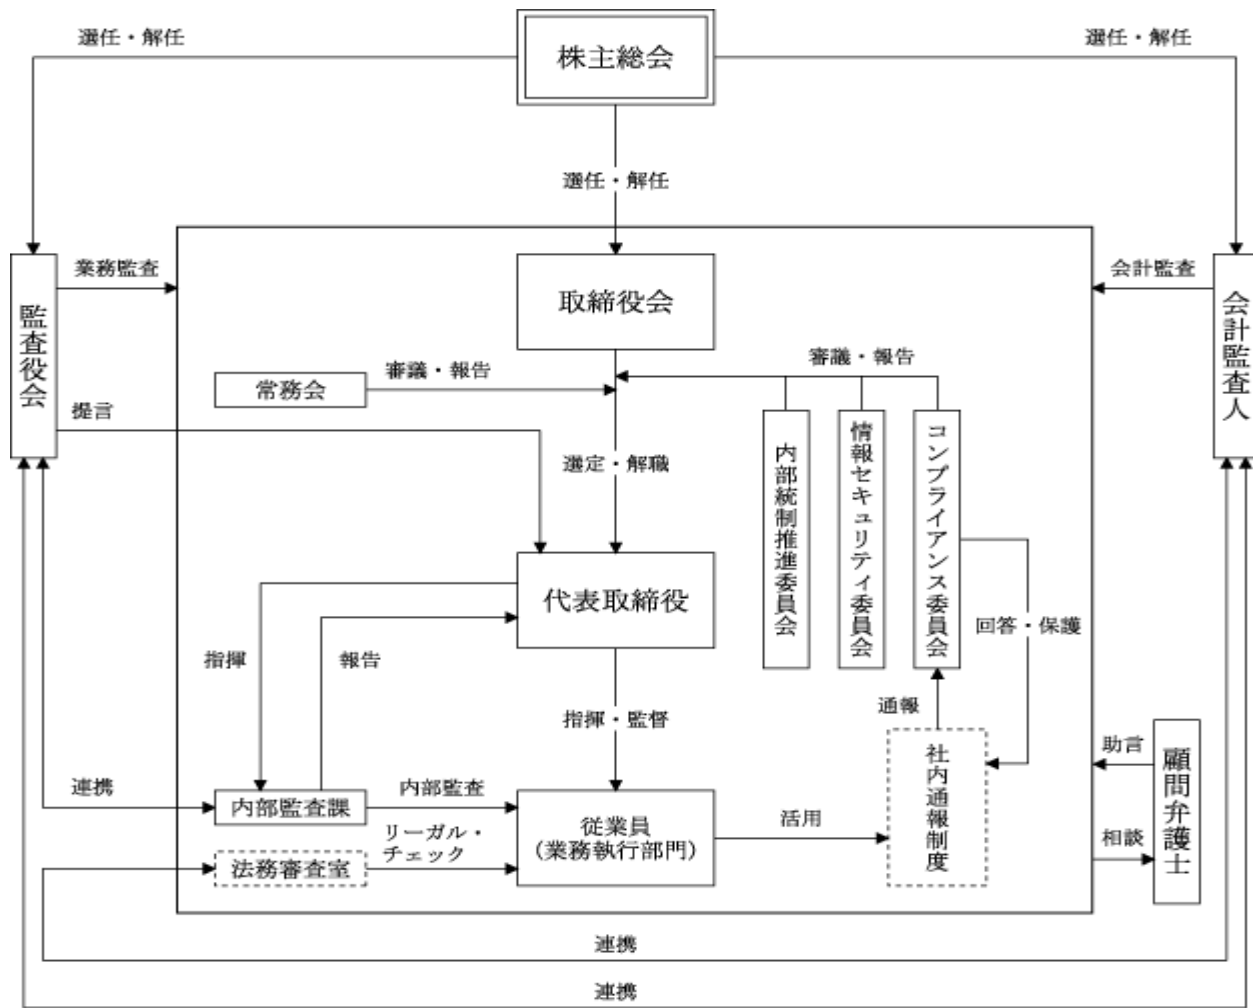 選任・解任
株主総会
選任・解任
選任・解任
監査役会
業務監査
取締役会
会計監査
会計監査人
常務会
審議・報告
審議・報告
提言
選定・解職
内部統制推進委員会
情報セキュリティ委員会
コンプライアンス委員会
代表取締役
回答・保護
指揮
報告
指揮・監督
通報
社内通報制度
助言
顧問弁護士
連携
内部監査課
内部監査
従業員
(業務執行部門)
活用
相談
リーガル・
チェック
法務審査室
連携
連携